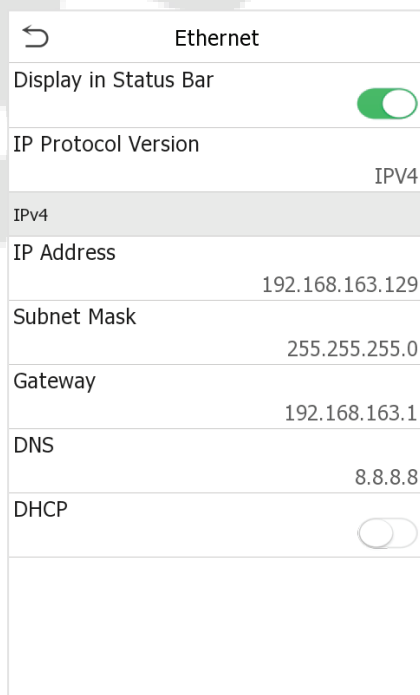 Ethernet
Display in Status Bar
IP Protocol Version
IPV4
IPv4
IP Address
192.168.163.129
Subnet Mask
255.255.255.0
Gateway
192.168.163.1
DNS
8.8.8.8
DHCP